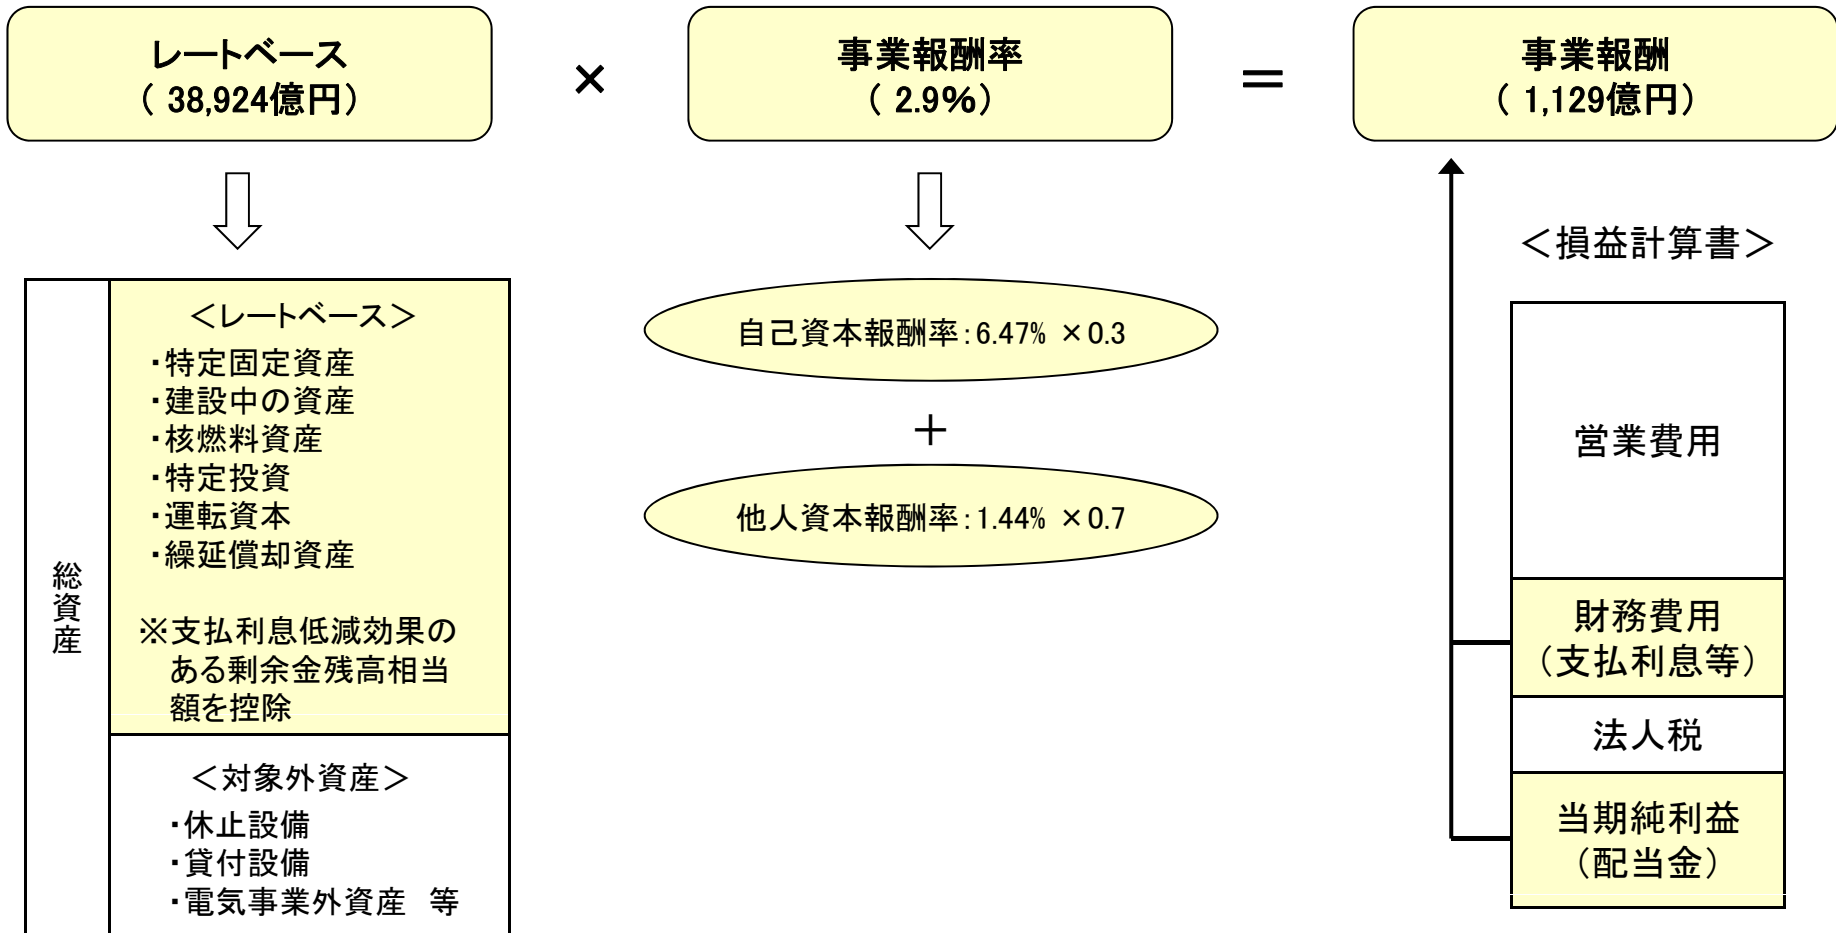 レートベース
（ 38,924億円）
×
事業報酬率
（ 2.9%）
＝
事業報酬
（ 1,129億円）
総資産
＜レートベース＞
・特定固定資産
・建設中の資産
・核燃料資産
・特定投資
・運転資本
・繰延償却資産
※支払利息低減効果の
ある剰余金残高相当
額を控除
＜対象外資産＞
・休止設備
・貸付設備
・電気事業外資産　等
自己資本報酬率：6.47% ×0.3
＋
他人資本報酬率：1.44% ×0.7
＜損益計算書＞
営業費用
財務費用
（支払利息等）
法人税
当期純利益
（配当金）